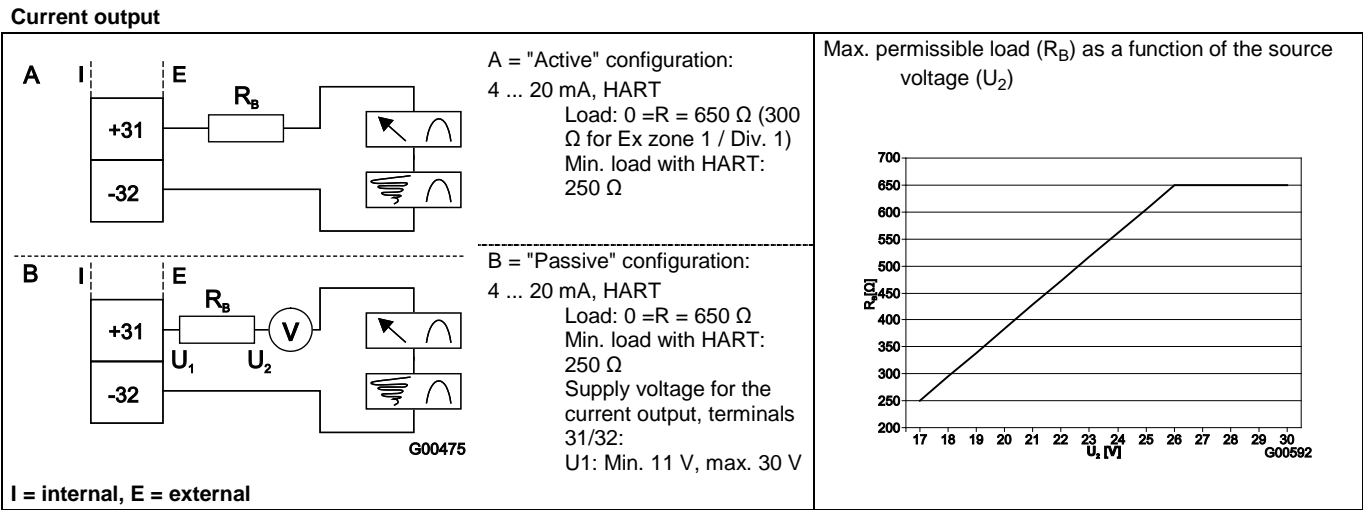 Current output
A
I
E
R_B
+31
-32
A = "Active" configuration:
4 ... 20 mA, HART
Load: 0 =R = 650 Ω (300
Ω for Ex zone 1 / Div. 1)
Min. load with HART:
250 Ω
B
I
E
R_B
V
+31
U_1
U_2
-32
G00475
B = "Passive" configuration:
4 ... 20 mA, HART
Load: 0 =R = 650 Ω
Min. load with HART:
250 Ω
Supply voltage for the
current output, terminals
31/32:
U1: Min. 11 V, max. 30 V
I = internal, E = external
Max. permissible load (R_B) as a function of the source
voltage (U_2)
700
650
600
550
500
450
400
350
300
250
200
R_B[Ω]
17 18 19 20 21 22 23 24 25 26 27 28 29 30
U_2 [V]
G00592